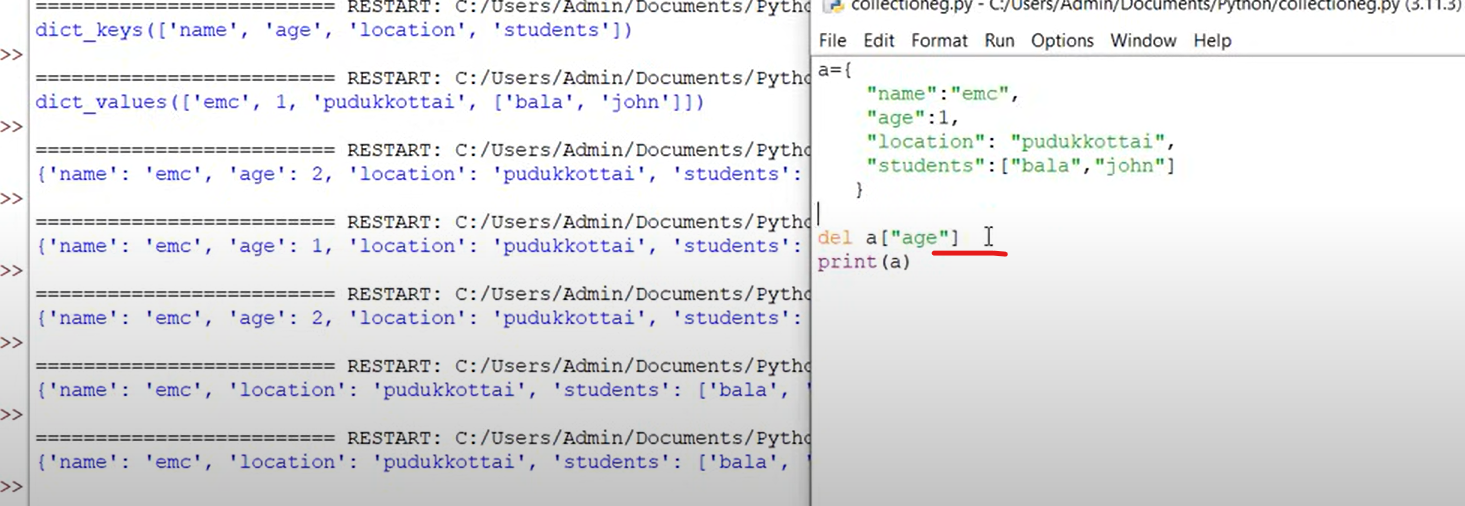 ========================= RESTART: C:/Users/Admin/Documents/Pytho
dict_keys(['name', 'age', 'location', 'students'])
>>
========================= RESTART: C:/Users/Admin/Documents/Pytho
dict_values(['emc', 1, 'pudukkottai', ['bala', 'john']])
>>
========================= RESTART: C:/Users/Admin/Documents/Pytho
{'name': 'emc', 'age': 2, 'location': 'pudukkottai', 'students':
>>
========================= RESTART: C:/Users/Admin/Documents/Pytho
{'name': 'emc', 'age': 1, 'location': 'pudukkottai', 'students':
>>
========================= RESTART: C:/Users/Admin/Documents/Pytho
{'name': 'emc', 'age': 2, 'location': 'pudukkottai', 'students':
>>
========================= RESTART: C:/Users/Admin/Documents/Pytho
{'name': 'emc', 'location': 'pudukkottai', 'students': ['bala', '
>>
========================= RESTART: C:/Users/Admin/Documents/Pytho
{'name': 'emc', 'location': 'pudukkottai', 'students': ['bala', '
>>
collectioneg.py - C:/Users/Admin/Documents/Python/collectioneg.py (3.11.3)
File Edit Format Run Options Window Help
a={
"name":"emc",
"age":1,
"location": "pudukkottai",
"students":["bala","john"]
}
del a["age"]
print(a)